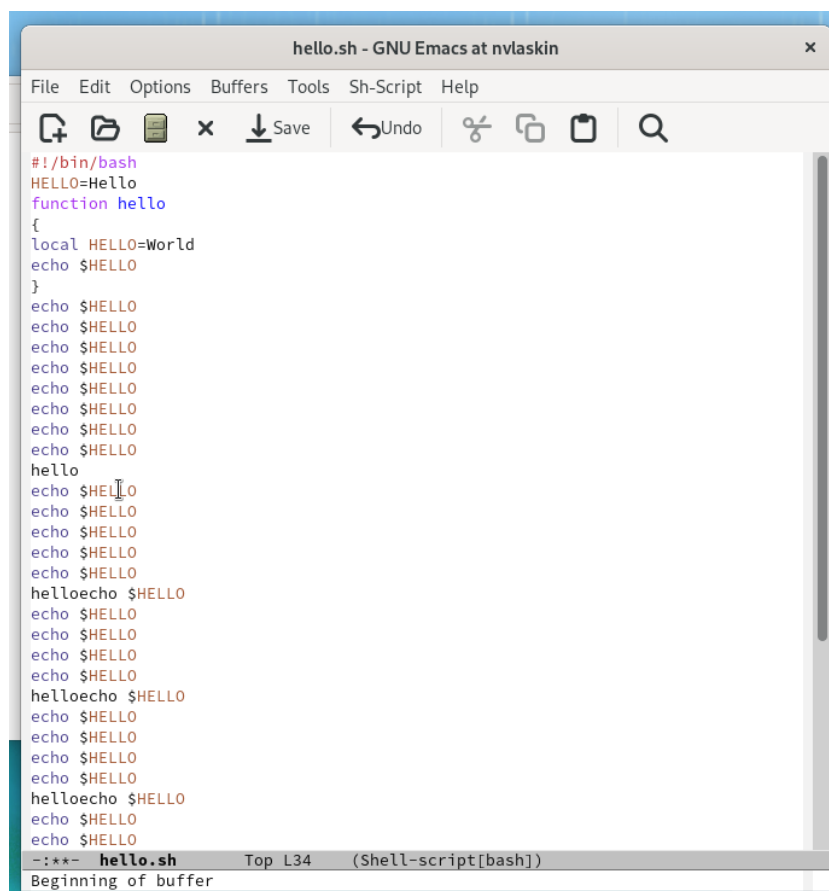 hello.sh - GNU Emacs at nvlaskin
File Edit Options Buffers Tools Sh-Script Help
Save Undo
#!/bin/bash
HELLO=Hello
function hello
{
local HELLO=World
echo $HELLO
}
echo $HELLO
echo $HELLO
echo $HELLO
echo $HELLO
echo $HELLO
echo $HELLO
echo $HELLO
echo $HELLO
hello
echo $HELLO
echo $HELLO
echo $HELLO
echo $HELLO
echo $HELLO
helloecho $HELLO
echo $HELLO
echo $HELLO
echo $HELLO
echo $HELLO
helloecho $HELLO
echo $HELLO
echo $HELLO
echo $HELLO
echo $HELLO
helloecho $HELLO
echo $HELLO
echo $HELLO
-:**- hello.sh Top L34 (Shell-script[bash])
Beginning of buffer